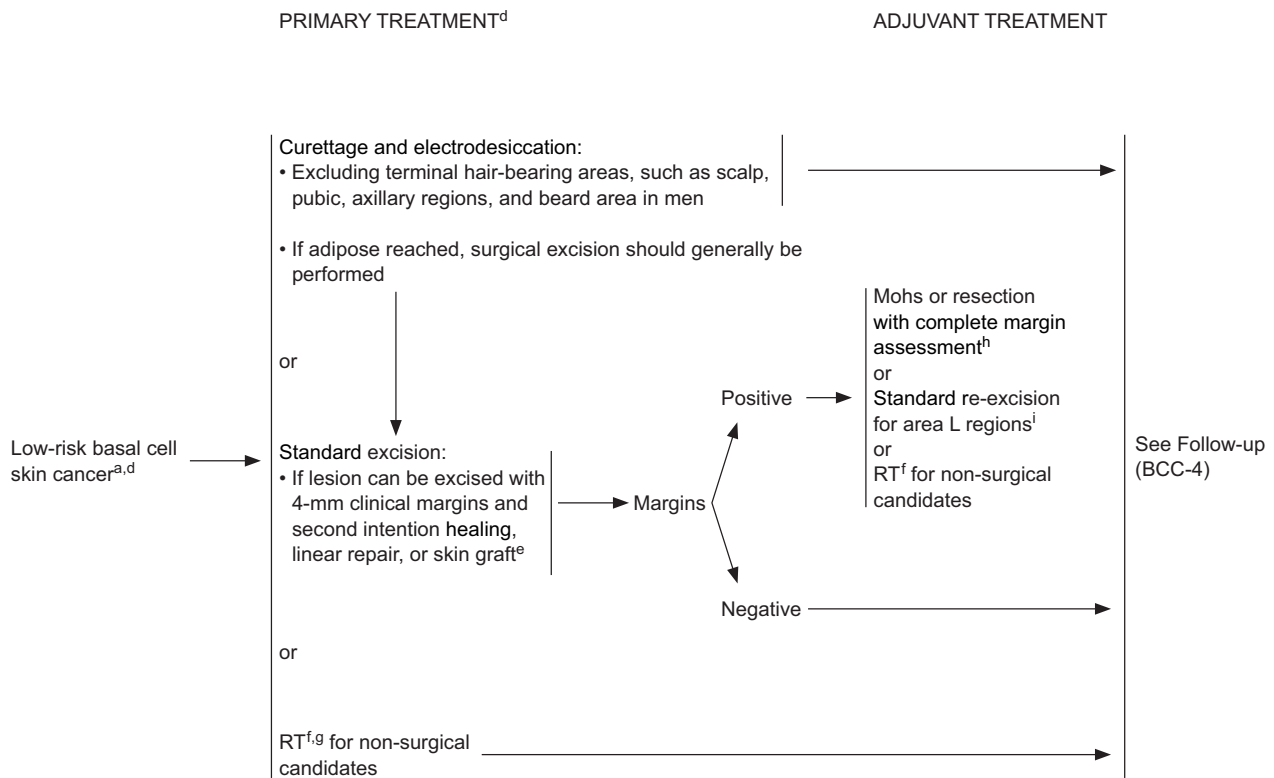 PRIMARY TREATMENTd
ADJUVANT TREATMENT
Curettage and electrodesiccation:
• Excluding terminal hair-bearing areas, such as scalp,
pubic, axillary regions, and beard area in men
• If adipose reached, surgical excision should generally be
performed
or
Low-risk basal cell
skin cancera,d
Standard excision:
• If lesion can be excised with
4-mm clinical margins and
second intention healing,
linear repair, or skin grafte
Margins
Positive
Mohs or resection
with complete margin
assessmenth
or
Standard re-excision
for area L regionsi
or
RTf for non-surgical
candidates
Negative
or
RTf,g for non-surgical
candidates
See Follow-up
(BCC-4)